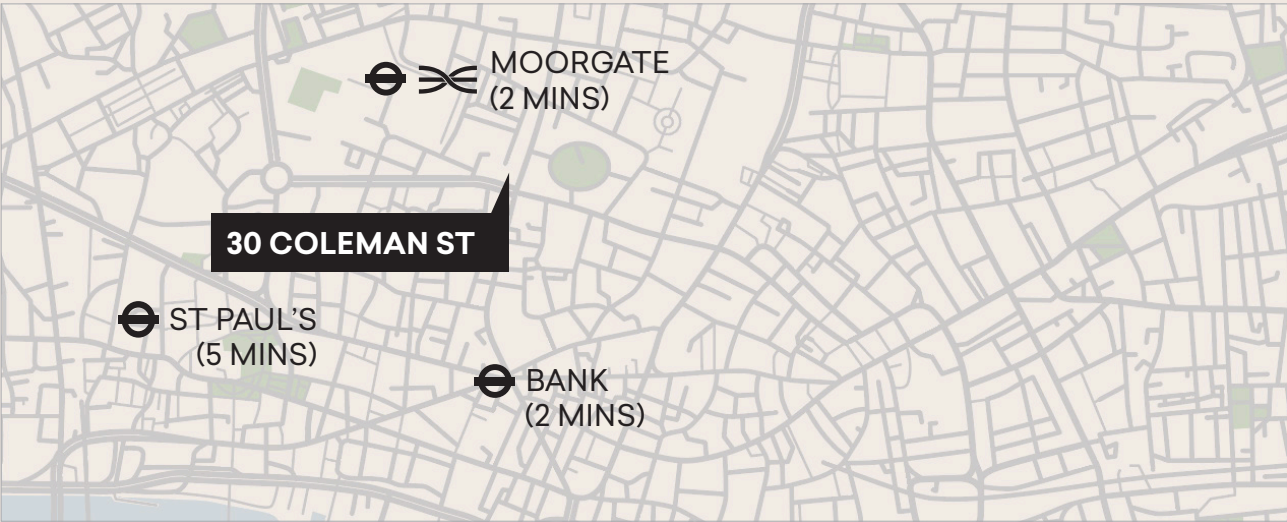 MOORGATE
(2 MINS)
30 COLEMAN ST
ST PAUL’S
(5 MINS)
BANK
(2 MINS)